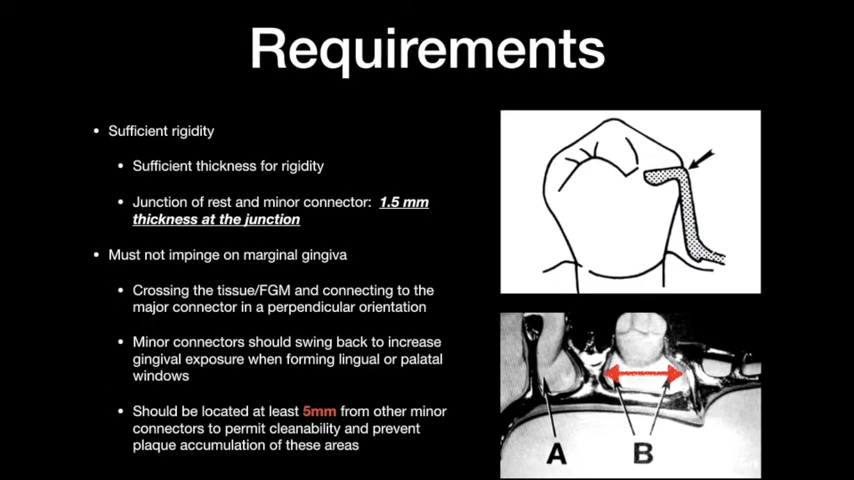 Requirements
• Sufficient rigidity
• Sufficient thickness for rigidity
• Junction of rest and minor connector: 1.5 mm
thickness at the junction
• Must not impinge on marginal gingiva
• Crossing the tissue/FGM and connecting to the
major connector in a perpendicular orientation
• Minor connectors should swing back to increase
gingival exposure when forming lingual or palatal
windows
• Should be located at least 5mm from other minor
connectors to permit cleanability and prevent
plaque accumulation of these areas
A
B